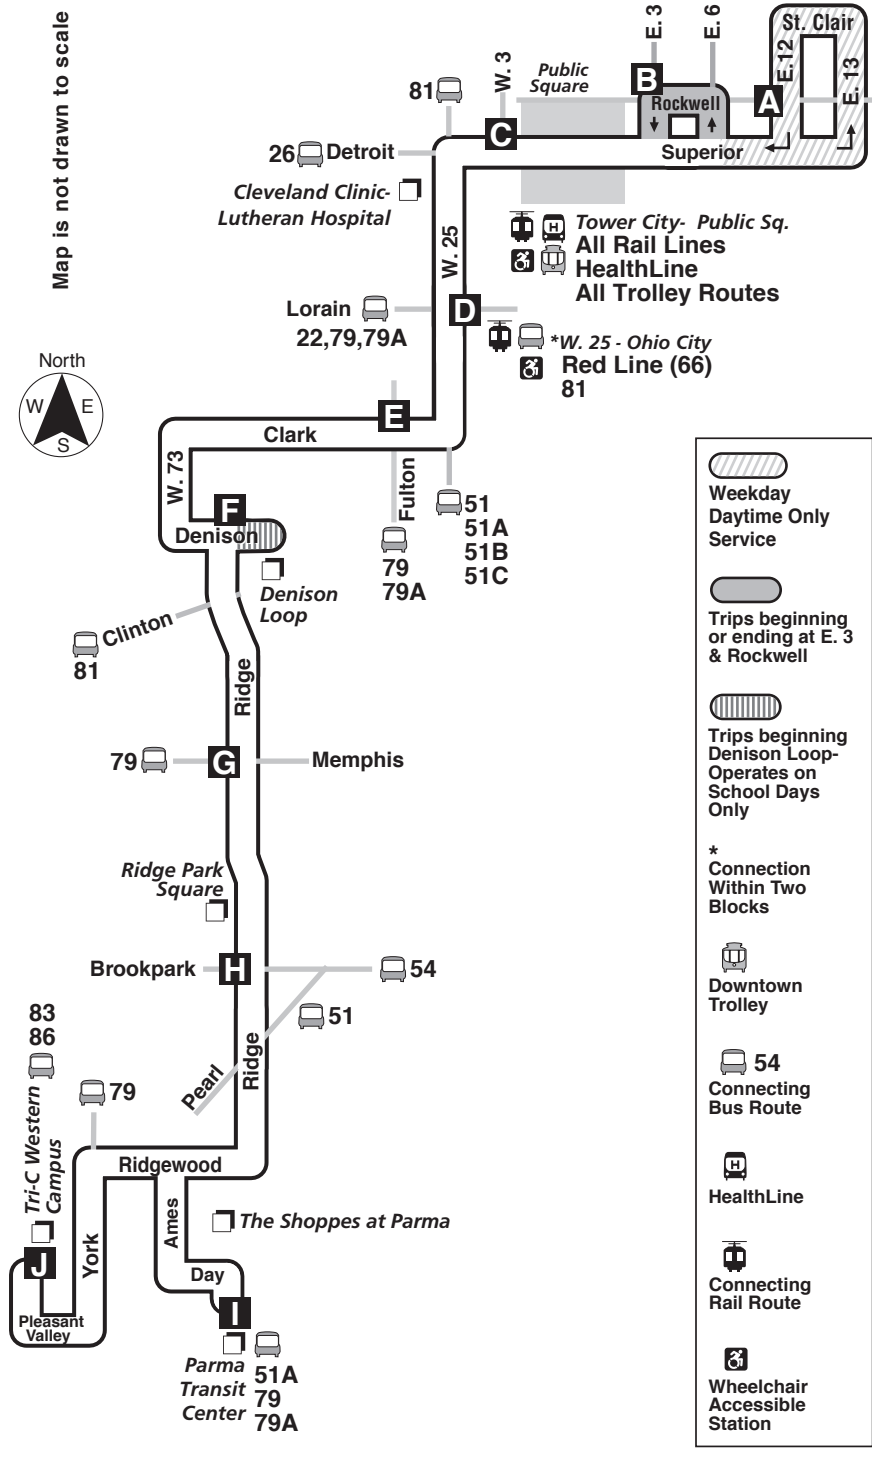 Map is not drawn to scale
E. 3
E. 6
St. Clair
E. 12
E. 13
81
W. 3
Public
Square
B
Rockwell
A
C
Superior
26
Detroit
Cleveland Clinic-
Lutheran Hospital
W. 25
H
Tower City- Public Sq.
All Rail Lines
HealthLine
All Trolley Routes
Lorain
22,79,79A
D
*W. 25 - Ohio City
Red Line (66)
81
North
W
E
S
E
Clark
W. 73
Fulton
51
51A
51B
51C
79
79A
F
Denison
Denison
Loop
Clinton
81
Ridge
79
G
Memphis
Ridge Park
Square
Brookpark
H
54
51
Pearl
Ridge
83
86
79
Tri-C Western
Campus
Ridgewood
Ames
The Shoppes at Parma
York
J
Day
Pleasant
Valley
I
Parma
Transit
Center
51A
79
79A
Weekday
Daytime Only
Service
Trips beginning
or ending at E. 3
& Rockwell
Trips beginning
Denison Loop-
Operates on
School Days
Only
*
Connection
Within Two
Blocks
Downtown
Trolley
54
Connecting
Bus Route
H
HealthLine
Connecting
Rail Route
Wheelchair
Accessible
Station